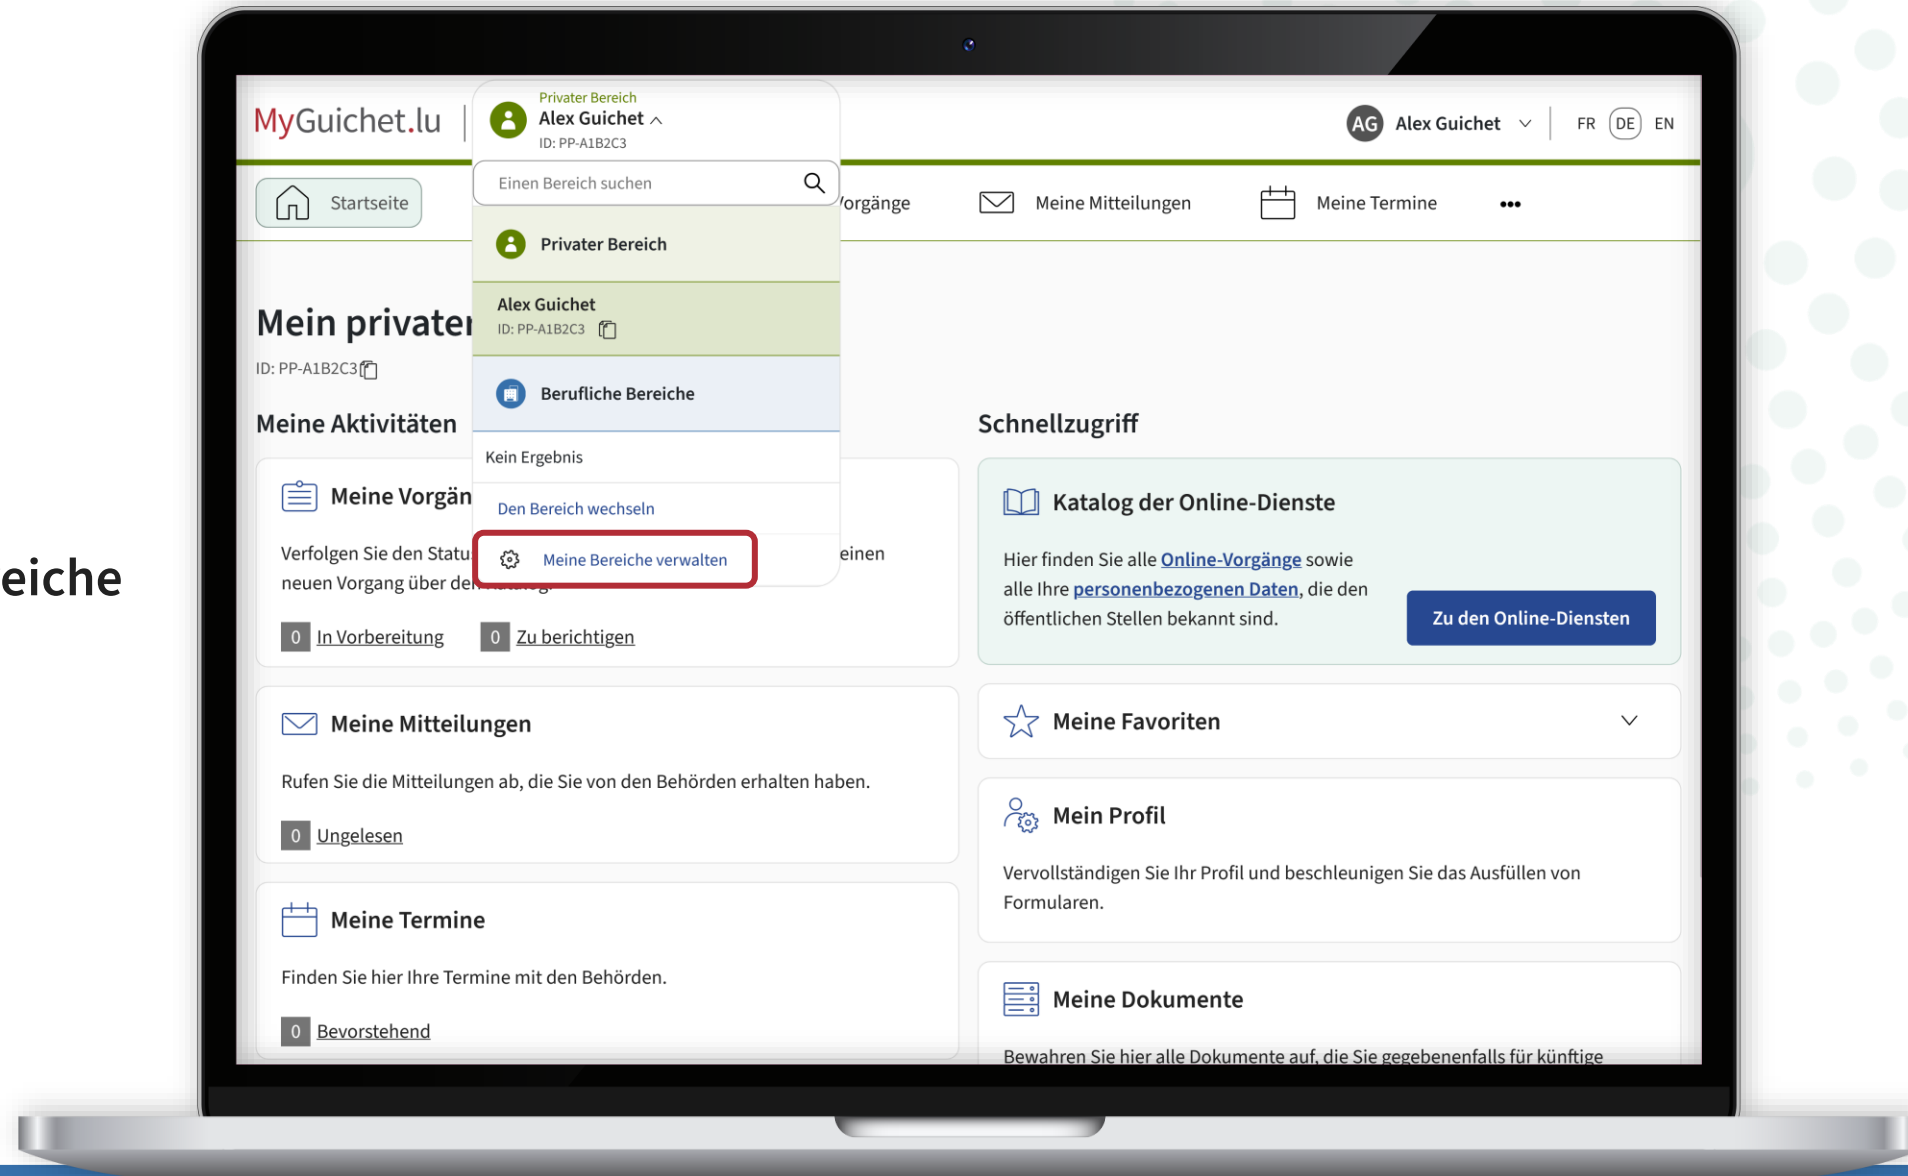 eiche
MyGuichet.lu
Privater Bereich
Alex Guichet
ID: PP-A1B2C3
AG Alex Guichet
FR DE EN
Einen Bereich suchen
Startseite
Vorgänge
Meine Mitteilungen
Meine Termine
Privater Bereich
Alex Guichet
ID: PP-A1B2C3
Berufliche Bereiche
Kein Ergebnis
Den Bereich wechseln
Meine Bereiche verwalten
Mein privater
ID: PP-A1B2C3
Meine Aktivitäten
Meine Vorgän
Verfolgen Sie den Statu
einen
neuen Vorgang über den Katalog.
0 In Vorbereitung
0 Zu berichtigen
Meine Mitteilungen
Rufen Sie die Mitteilungen ab, die Sie von den Behörden erhalten haben.
0 Ungelesen
Meine Termine
Finden Sie hier Ihre Termine mit den Behörden.
0 Bevorstehend
Schnellzugriff
Katalog der Online-Dienste
Hier finden Sie alle Online-Vorgänge sowie
alle Ihre personenbezogenen Daten, die den
öffentlichen Stellen bekannt sind.
Zu den Online-Diensten
Meine Favoriten
Mein Profil
Vervollständigen Sie Ihr Profil und beschleunigen Sie das Ausfüllen von
Formularen.
Meine Dokumente
Bewahren Sie hier alle Dokumente auf, die Sie gegebenenfalls für künftige